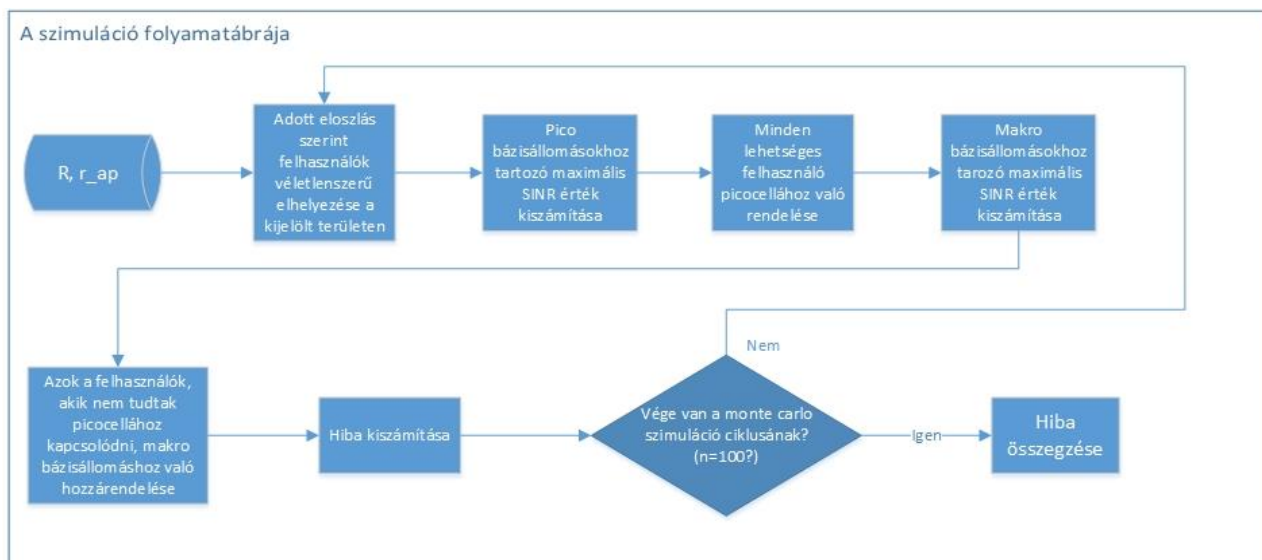 A szimuláció folyamatábrája
R, r_ap
Adott eloszlás
szerint
felhasználók
véletlenszerű
elhelyezése a
kijelölt területen
Pico
bázisállomásokhoz
tartozó maximális
SINR érték
kiszámítása
Minden
lehetséges
felhasználó
picocellához való
rendelése
Makro
bázisállomásokhoz
tarozó maximális
SINR érték
kiszámítása
Azok a felhasználók,
akik nem tudtak
picocellához
kapcsolódni, makro
bázisállomáshoz való
hozzárendelése
Hiba kiszámítása
Vége van a monte carlo
szimuláció ciklusának?
(n=100?)
Nem
Igen
Hiba
összegzése